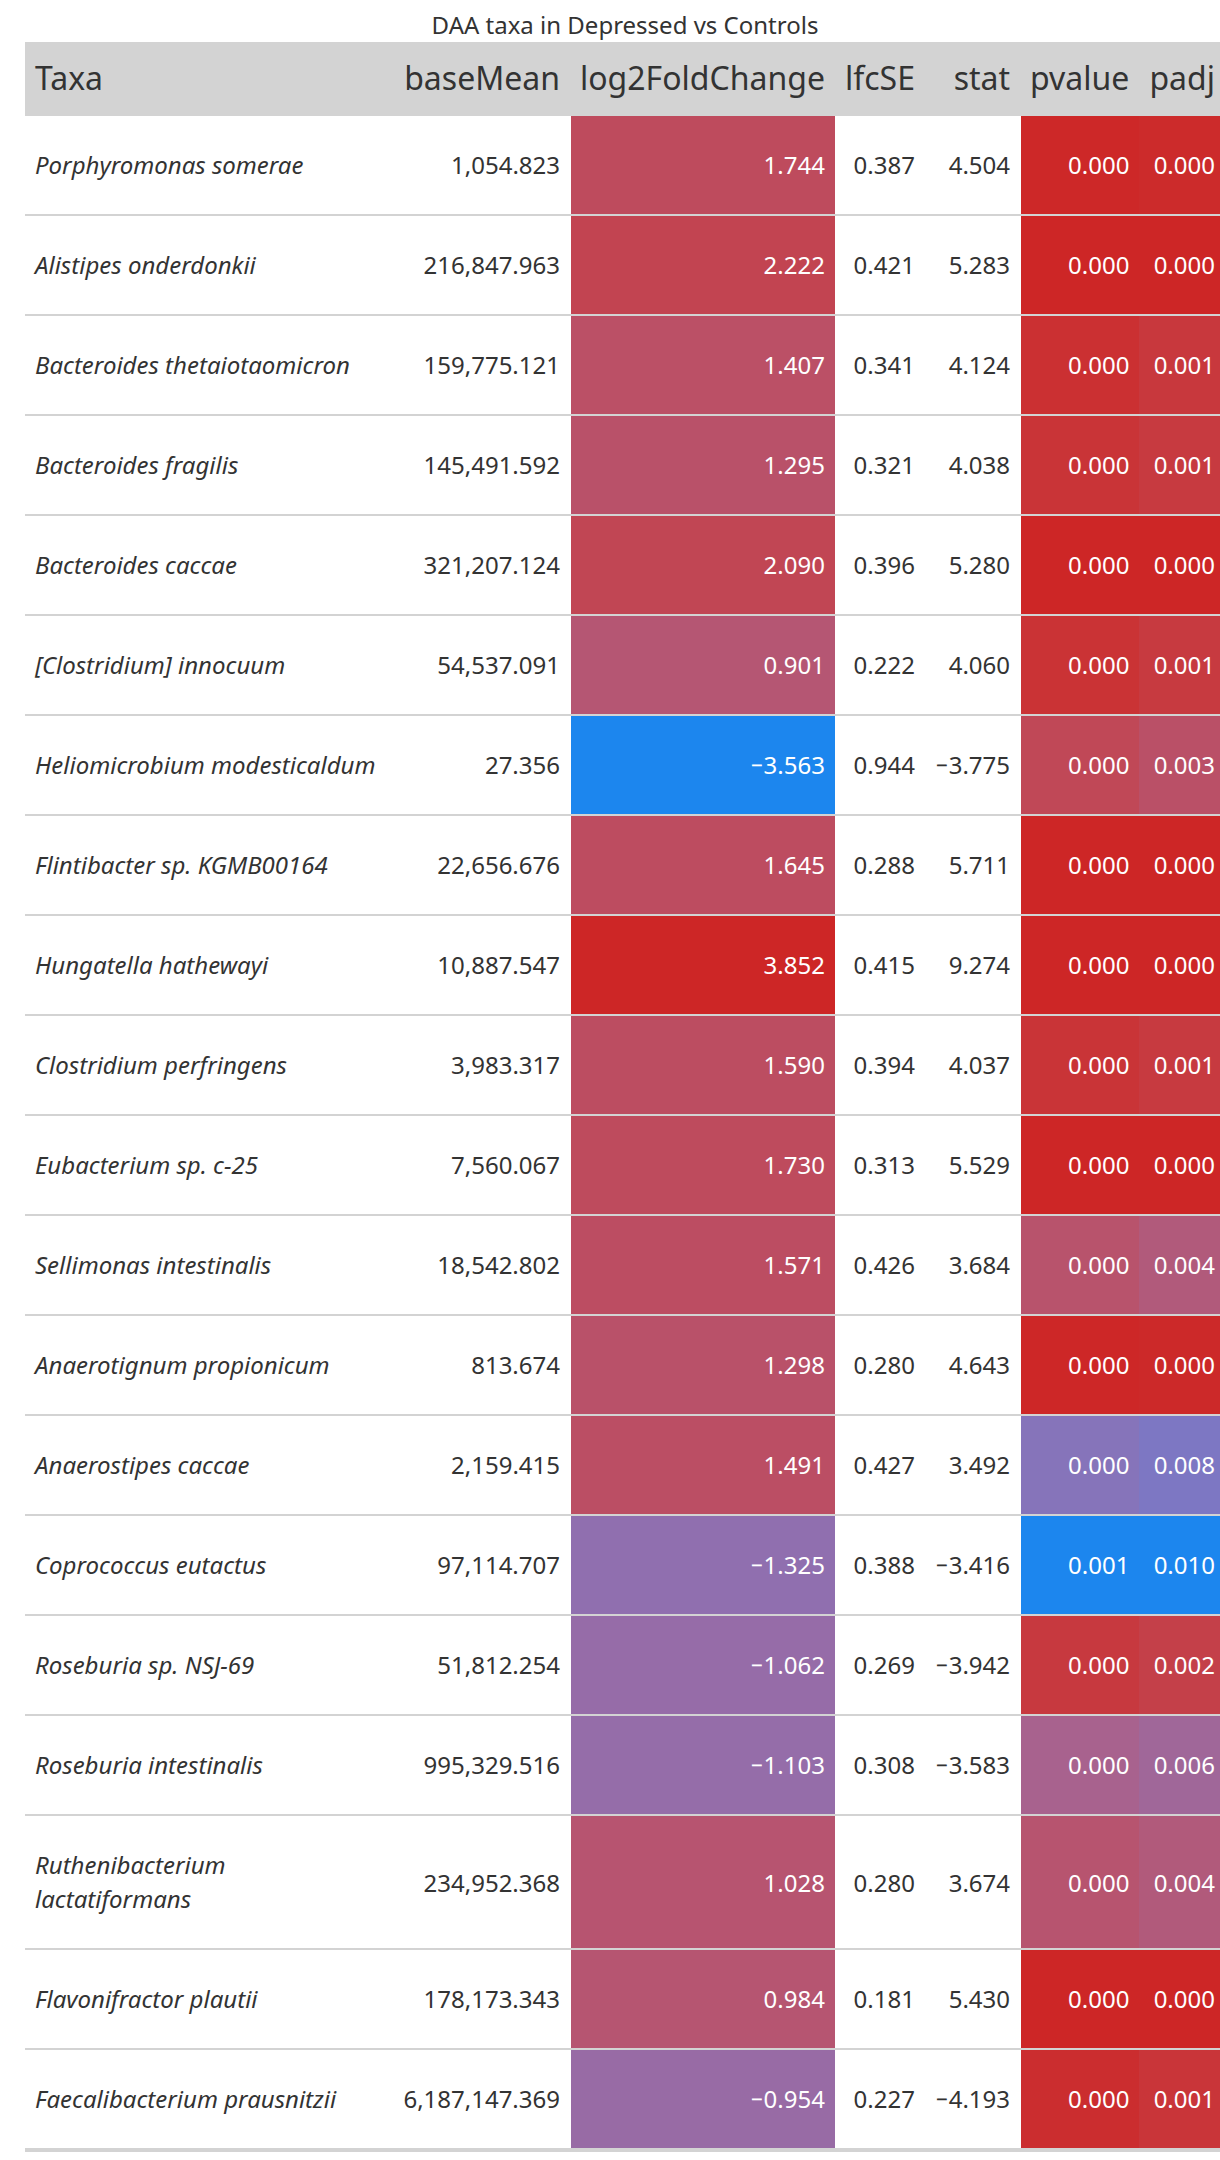 DAA taxa in Depressed vs Controls
Taxa baseMean log2FoldChange lfcSE stat pvalue padj
Porphyromonas somerae 1,054.823 1.744 0.387 4.504 0.000 0.000
Alistipes onderdonkii 216,847.963 2.222 0.421 5.283 0.000 0.000
Bacteroides thetaiotaomicron 159,775.121 1.407 0.341 4.124 0.000 0.001
Bacteroides fragilis 145,491.592 1.295 0.321 4.038 0.000 0.001
Bacteroides caccae 321,207.124 2.090 0.396 5.280 0.000 0.000
[Clostridium] innocuum 54,537.091 0.901 0.222 4.060 0.000 0.001
Heliomicrobium modesticaldum 27.356 −3.563 0.944 −3.775 0.000 0.003
Flintibacter sp. KGMB00164 22,656.676 1.645 0.288 5.711 0.000 0.000
Hungatella hathewayi 10,887.547 3.852 0.415 9.274 0.000 0.000
Clostridium perfringens 3,983.317 1.590 0.394 4.037 0.000 0.001
Eubacterium sp. c-25 7,560.067 1.730 0.313 5.529 0.000 0.000
Sellimonas intestinalis 18,542.802 1.571 0.426 3.684 0.000 0.004
Anaerotignum propionicum 813.674 1.298 0.280 4.643 0.000 0.000
Anaerostipes caccae 2,159.415 1.491 0.427 3.492 0.000 0.008
Coprococcus eutactus 97,114.707 −1.325 0.388 −3.416 0.001 0.010
Roseburia sp. NSJ-69 51,812.254 −1.062 0.269 −3.942 0.000 0.002
Roseburia intestinalis 995,329.516 −1.103 0.308 −3.583 0.000 0.006
Ruthenibacterium
lactatiformans 234,952.368 1.028 0.280 3.674 0.000 0.004
Flavonifractor plautii 178,173.343 0.984 0.181 5.430 0.000 0.000
Faecalibacterium prausnitzii 6,187,147.369 −0.954 0.227 −4.193 0.000 0.001